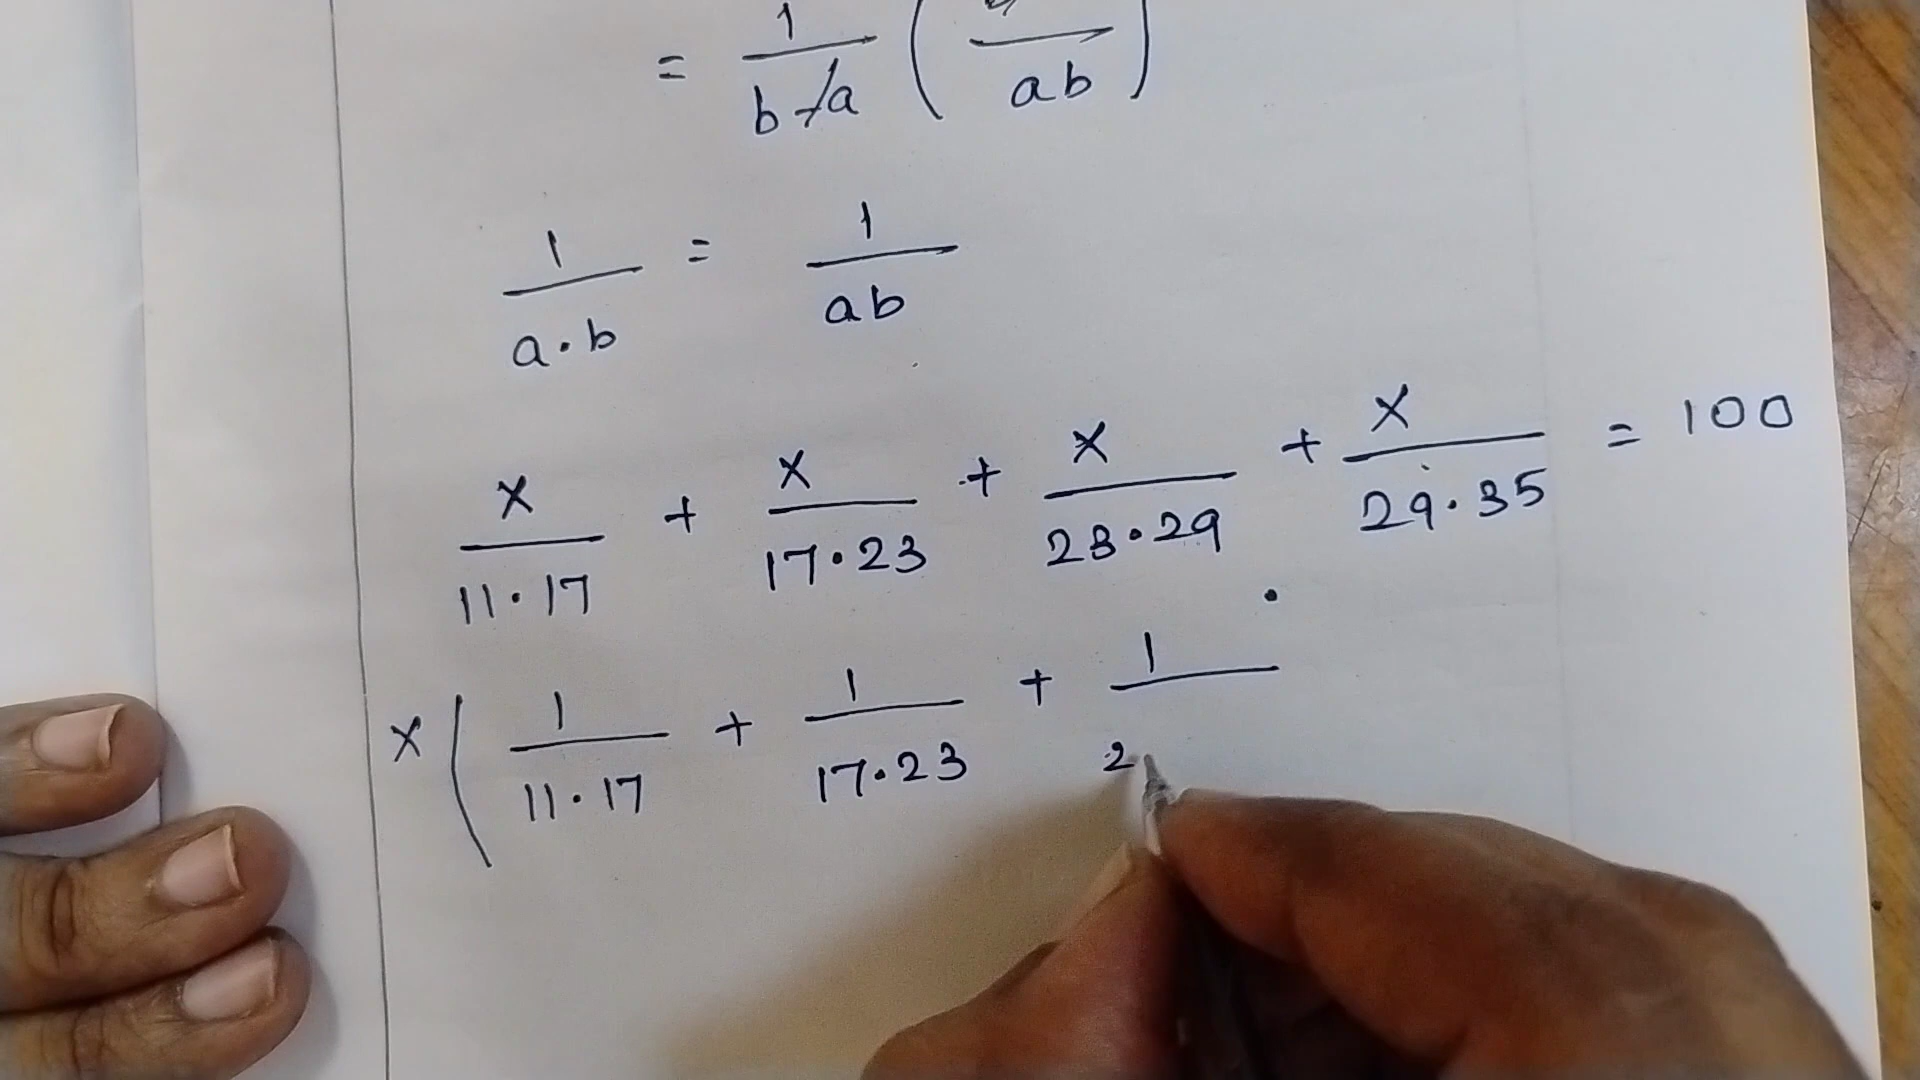 = 1/(b-a) ( /ab )
1/(a·b) = 1/(ab)
x/(11·17) + x/(17·23) + x/(23·29) + x/(29·35) = 100
x ( 1/(11·17) + 1/(17·23) + 1/2